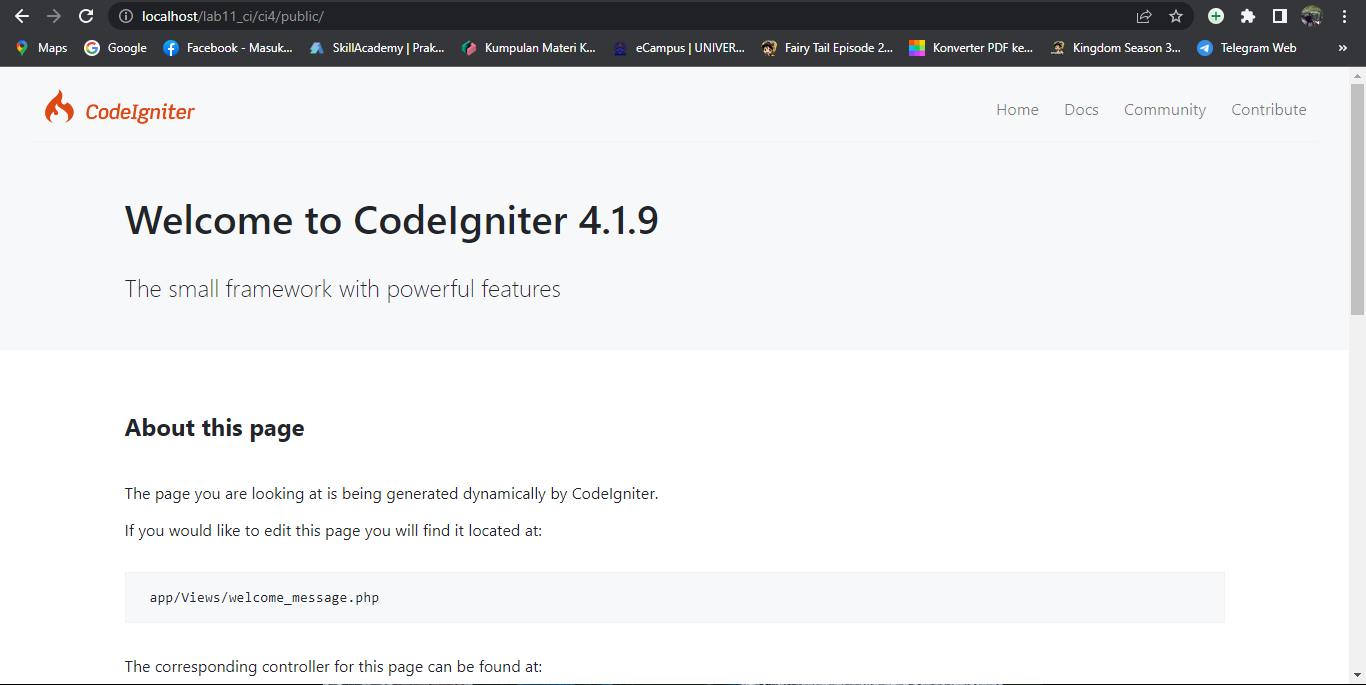 localhost/lab11_ci/ci4/public/
Maps Google Facebook - Masuk... SkillAcademy | Prak... Kumpulan Materi K... eCampus | UNIVER... Fairy Tail Episode 2... Konverter PDF ke... Kingdom Season 3... Telegram Web »
CodeIgniter Home Docs Community Contribute
Welcome to CodeIgniter 4.1.9
The small framework with powerful features
About this page
The page you are looking at is being generated dynamically by CodeIgniter.
If you would like to edit this page you will find it located at:
app/Views/welcome_message.php
The corresponding controller for this page can be found at: